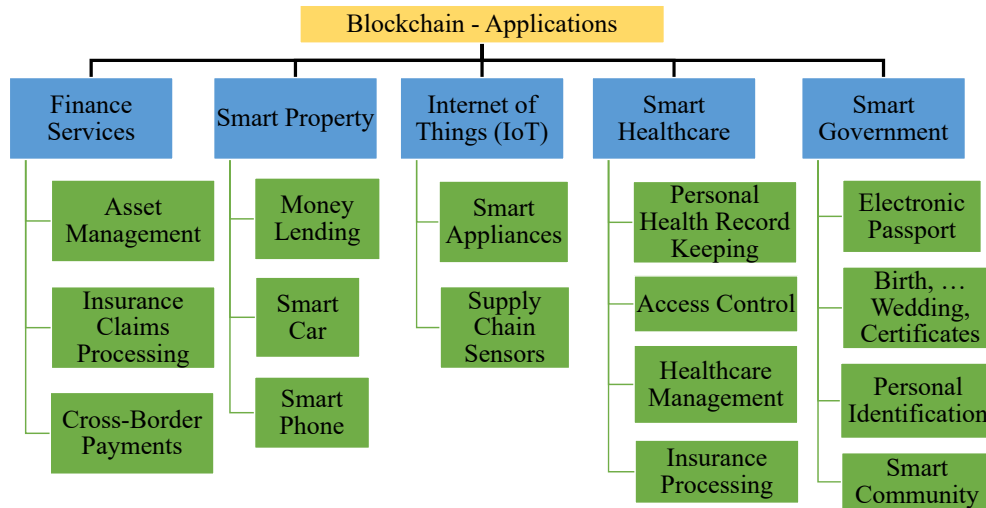 Blockchain - Applications
Finance
Services
Smart Property
Internet of
Things (IoT)
Smart
Healthcare
Smart
Government
Asset
Management
Insurance
Claims
Processing
Cross-Border
Payments
Money
Lending
Smart
Car
Smart
Phone
Smart
Appliances
Supply
Chain
Sensors
Personal
Health Record
Keeping
Access Control
Healthcare
Management
Insurance
Processing
Electronic
Passport
Birth, …
Wedding,
Certificates
Personal
Identification
Smart
Community